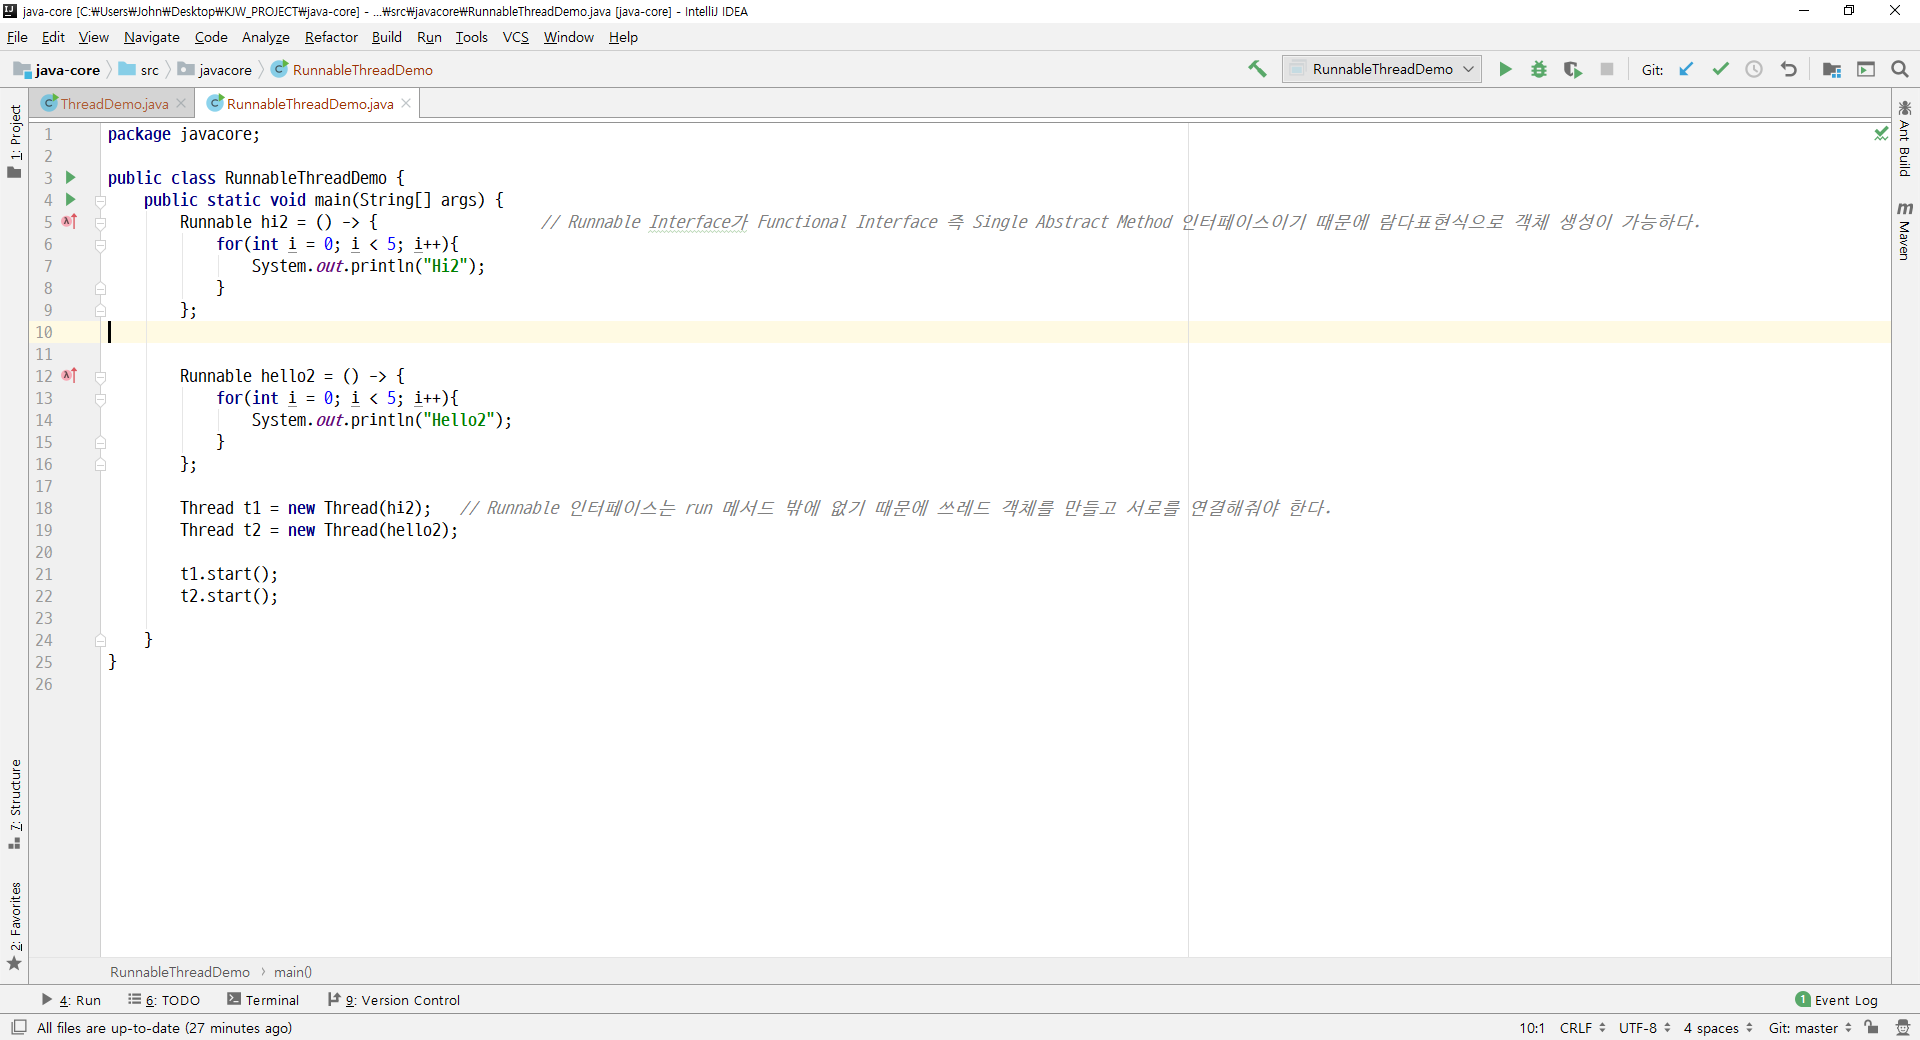 java-core [C:₩Users₩John₩Desktop₩KJW_PROJECT₩java-core] - ...₩src₩javacore₩RunnableThreadDemo.java [java-core] - IntelliJ IDEA
File Edit View Navigate Code Analyze Refactor Build Run Tools VCS Window Help
java-core src javacore RunnableThreadDemo RunnableThreadDemo Git:
ThreadDemo.java RunnableThreadDemo.java
1: Project
7: Structure
2: Favorites
Ant Build
Maven
1 package javacore;
2
3 public class RunnableThreadDemo {
4     public static void main(String[] args) {
5         Runnable hi2 = () -> {                  // Runnable Interface가 Functional Interface 즉 Single Abstract Method 인터페이스이기 때문에 람다표현식으로 객체 생성이 가능하다.
6             for(int i = 0; i < 5; i++){
7                 System.out.println("Hi2");
8             }
9         };
10
11
12         Runnable hello2 = () -> {
13             for(int i = 0; i < 5; i++){
14                 System.out.println("Hello2");
15             }
16         };
17
18         Thread t1 = new Thread(hi2);   // Runnable 인터페이스는 run 메서드 밖에 없기 때문에 쓰레드 객체를 만들고 서로를 연결해줘야 한다.
19         Thread t2 = new Thread(hello2);
20
21         t1.start();
22         t2.start();
23
24     }
25 }
26
RunnableThreadDemo › main()
4: Run 6: TODO Terminal 9: Version Control 1 Event Log
All files are up-to-date (27 minutes ago) 10:1 CRLF UTF-8 4 spaces Git: master